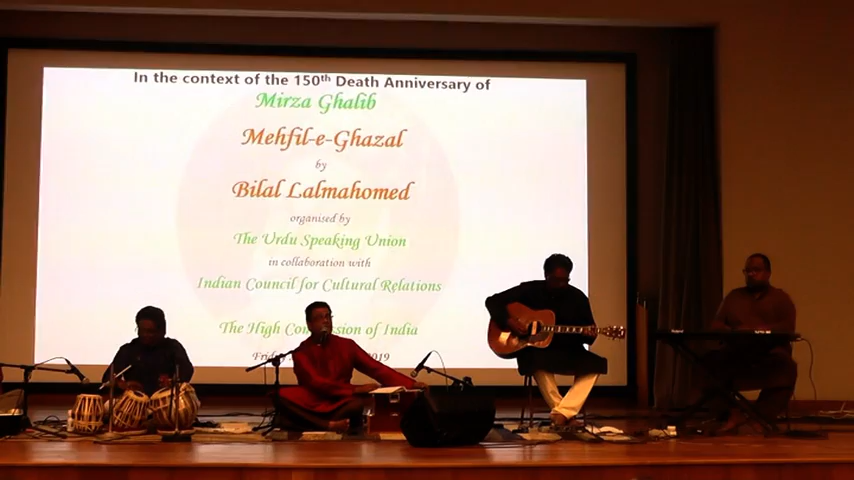 In the context of the 150th Death Anniversary of
Mirza Ghalib
Mehfil-e-Ghazal
by
Bilal Lalmahomed
organised by
The Urdu Speaking Union
in collaboration with
Indian Council for Cultural Relations
The High of India
2019